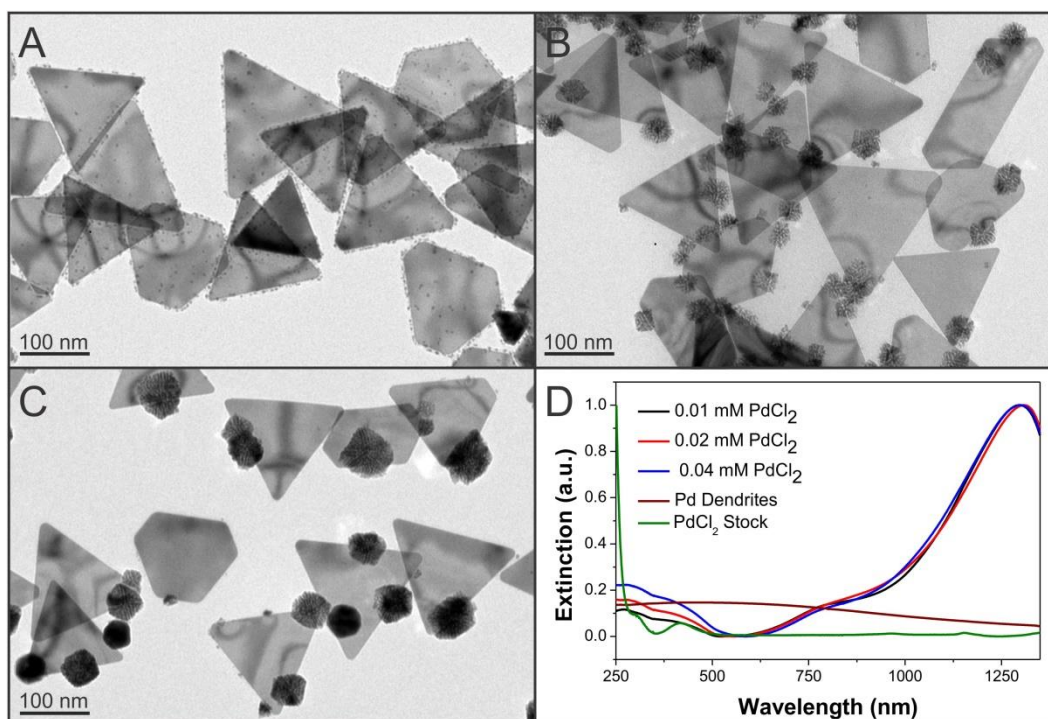 A
100 nm
B
100 nm
C
100 nm
D
0.01 mM PdCl₂
0.02 mM PdCl₂
0.04 mM PdCl₂
Pd Dendrites
PdCl₂ Stock
Extinction (a.u.)
1.0
0.8
0.6
0.4
0.2
0.0
250 500 750 1000 1250
Wavelength (nm)